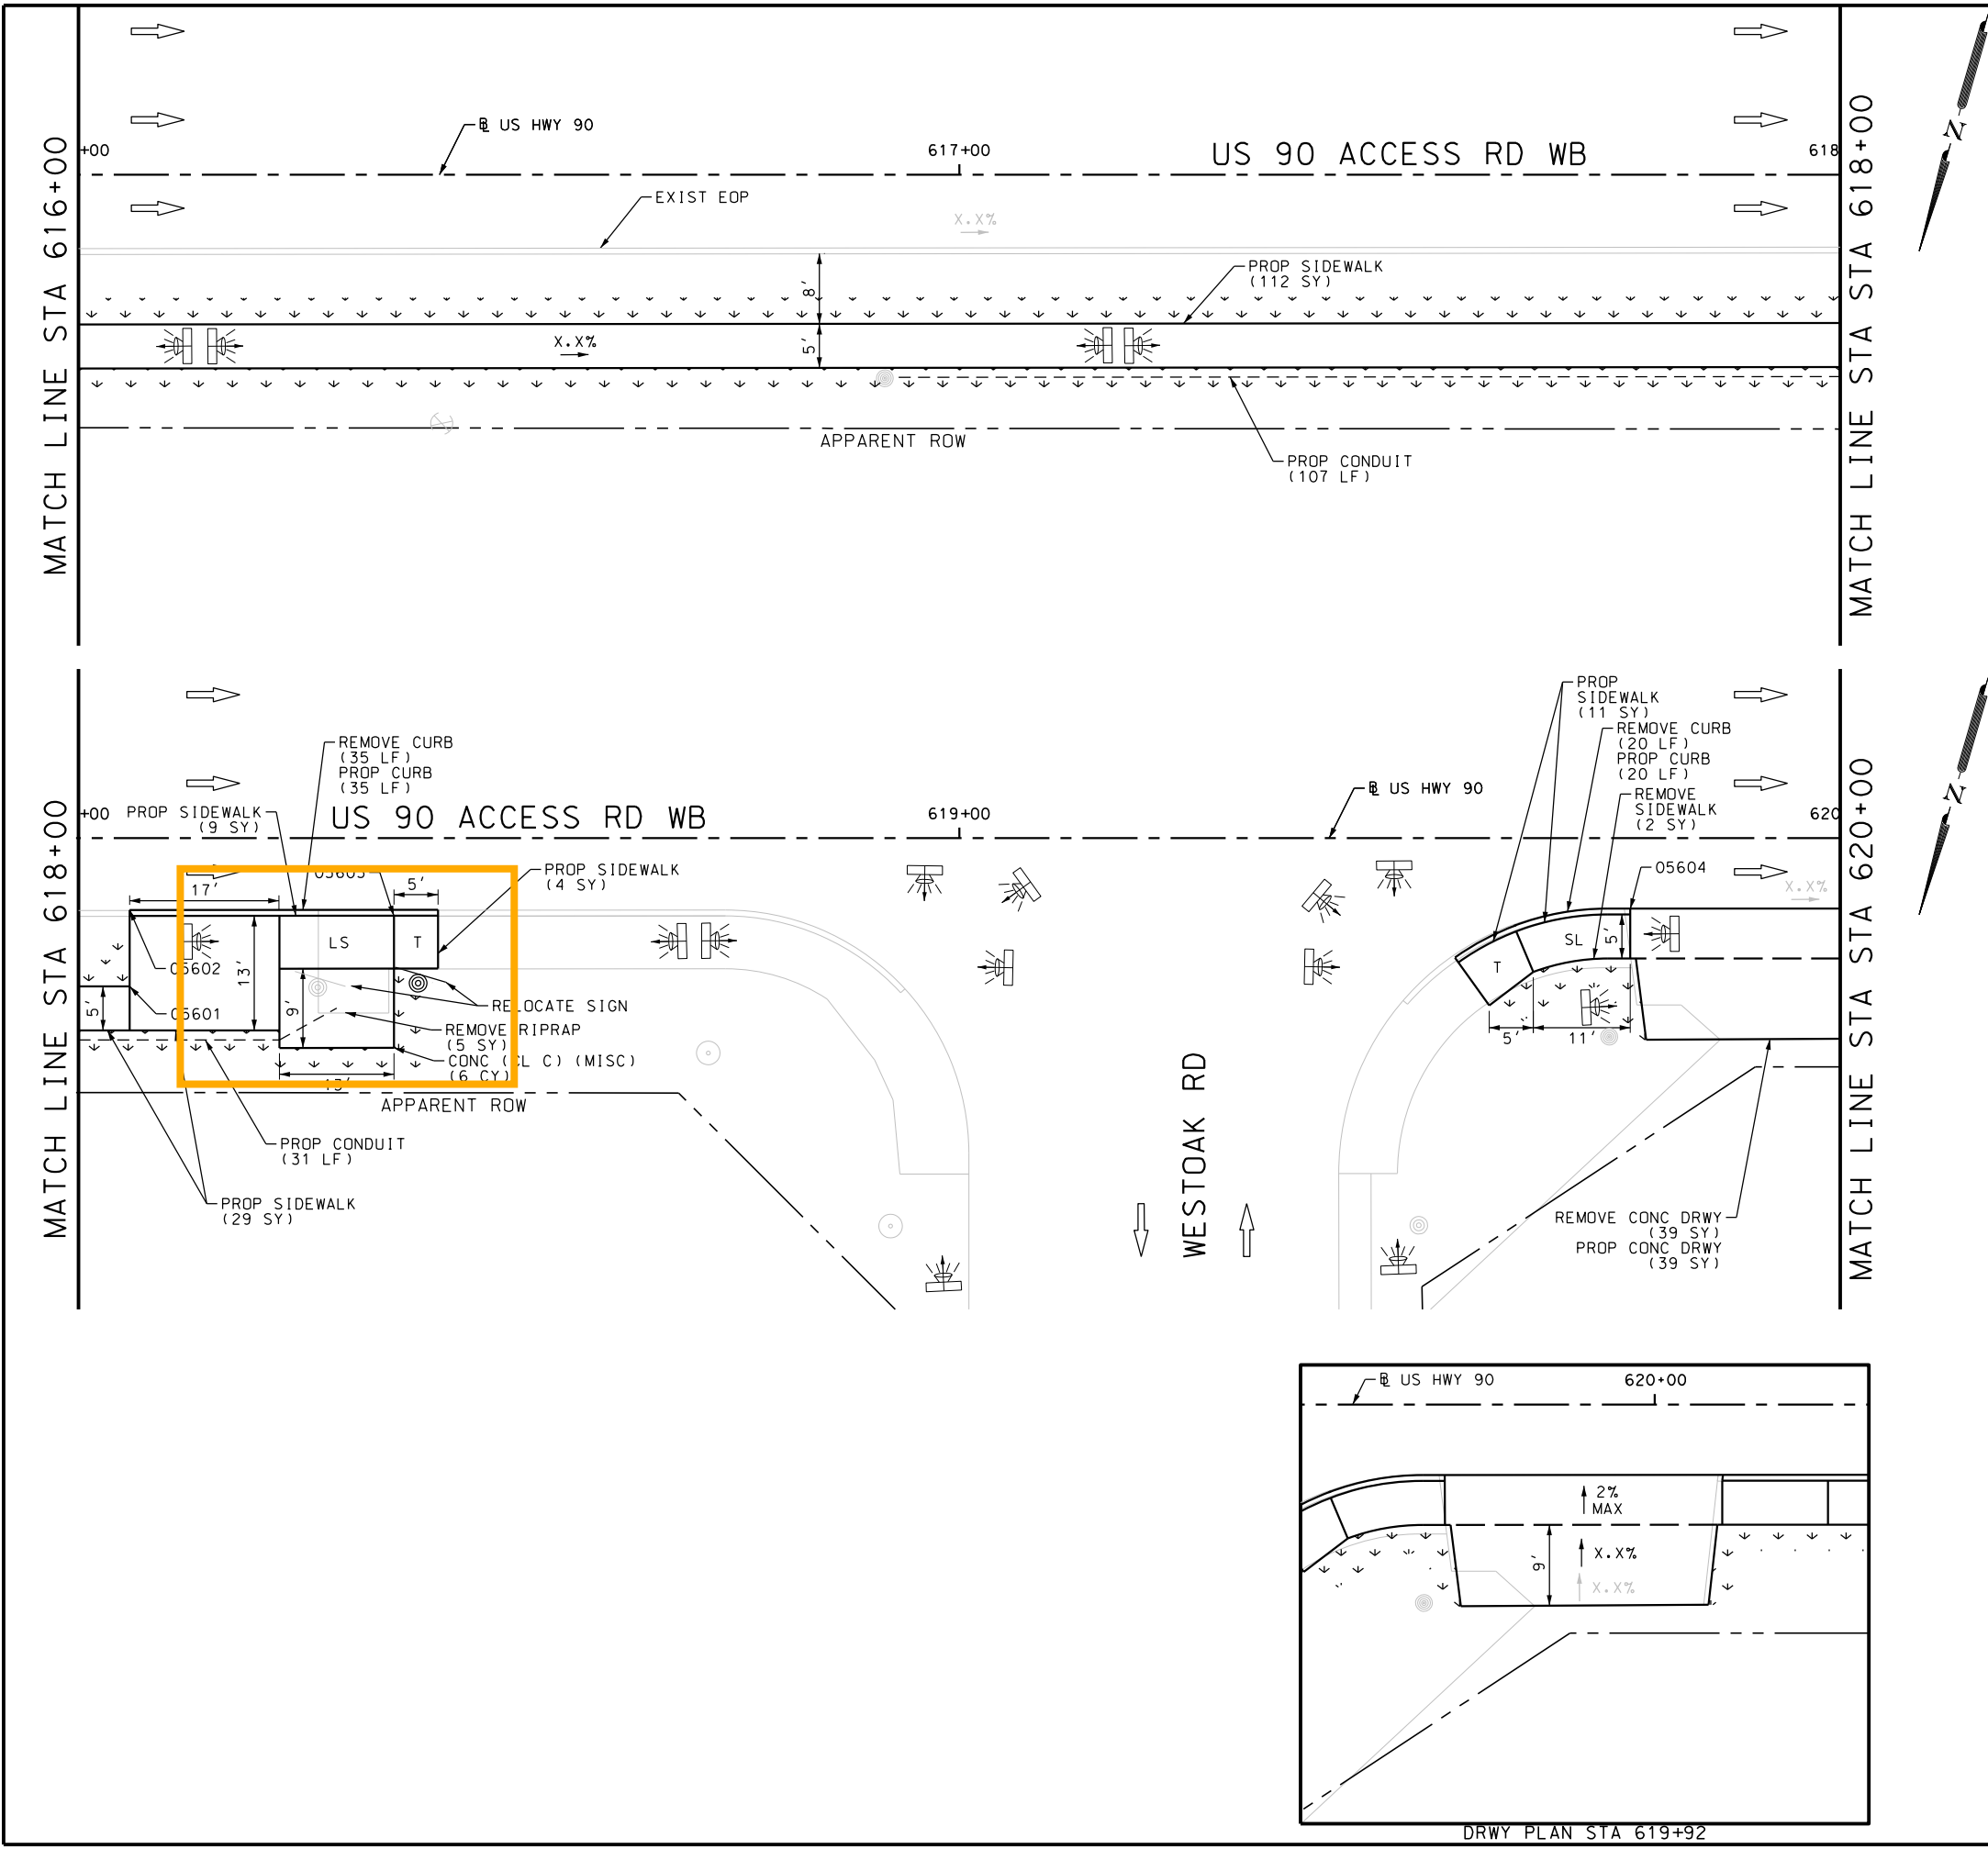 +00
℄ US HWY 90
617+00
US 90 ACCESS RD WB
618
MATCH LINE STA 616+00
MATCH LINE STA STA 618+00
N
EXIST EOP
X.X%
8'
PROP SIDEWALK
(112 SY)
X.X%
5'
APPARENT ROW
PROP CONDUIT
(107 LF)
REMOVE CURB
(35 LF)
PROP CURB
(35 LF)
PROP
SIDEWALK
(11 SY)
REMOVE CURB
(20 LF)
PROP CURB
(20 LF)
REMOVE
SIDEWALK
(2 SY)
MATCH LINE STA 618+00
MATCH LINE STA STA 620+00
N
+00
PROP SIDEWALK
(9 SY)
US 90 ACCESS RD WB
619+00
℄ US HWY 90
620
17'
5'
PROP SIDEWALK
(4 SY)
05604
X.X%
LS
T
SL
5'
T
05602
13'
05601
5'
9'
RELOCATE SIGN
REMOVE RIPRAP
(5 SY)
CONC (CL C) (MISC)
(6 CY)
5'
11'
APPARENT ROW
PROP CONDUIT
(31 LF)
PROP SIDEWALK
(29 SY)
WESTOAK RD
REMOVE CONC DRWY
(39 SY)
PROP CONC DRWY
(39 SY)
℄ US HWY 90
620+00
2%
MAX
9'
X.X%
X.X%
DRWY PLAN STA 619+92